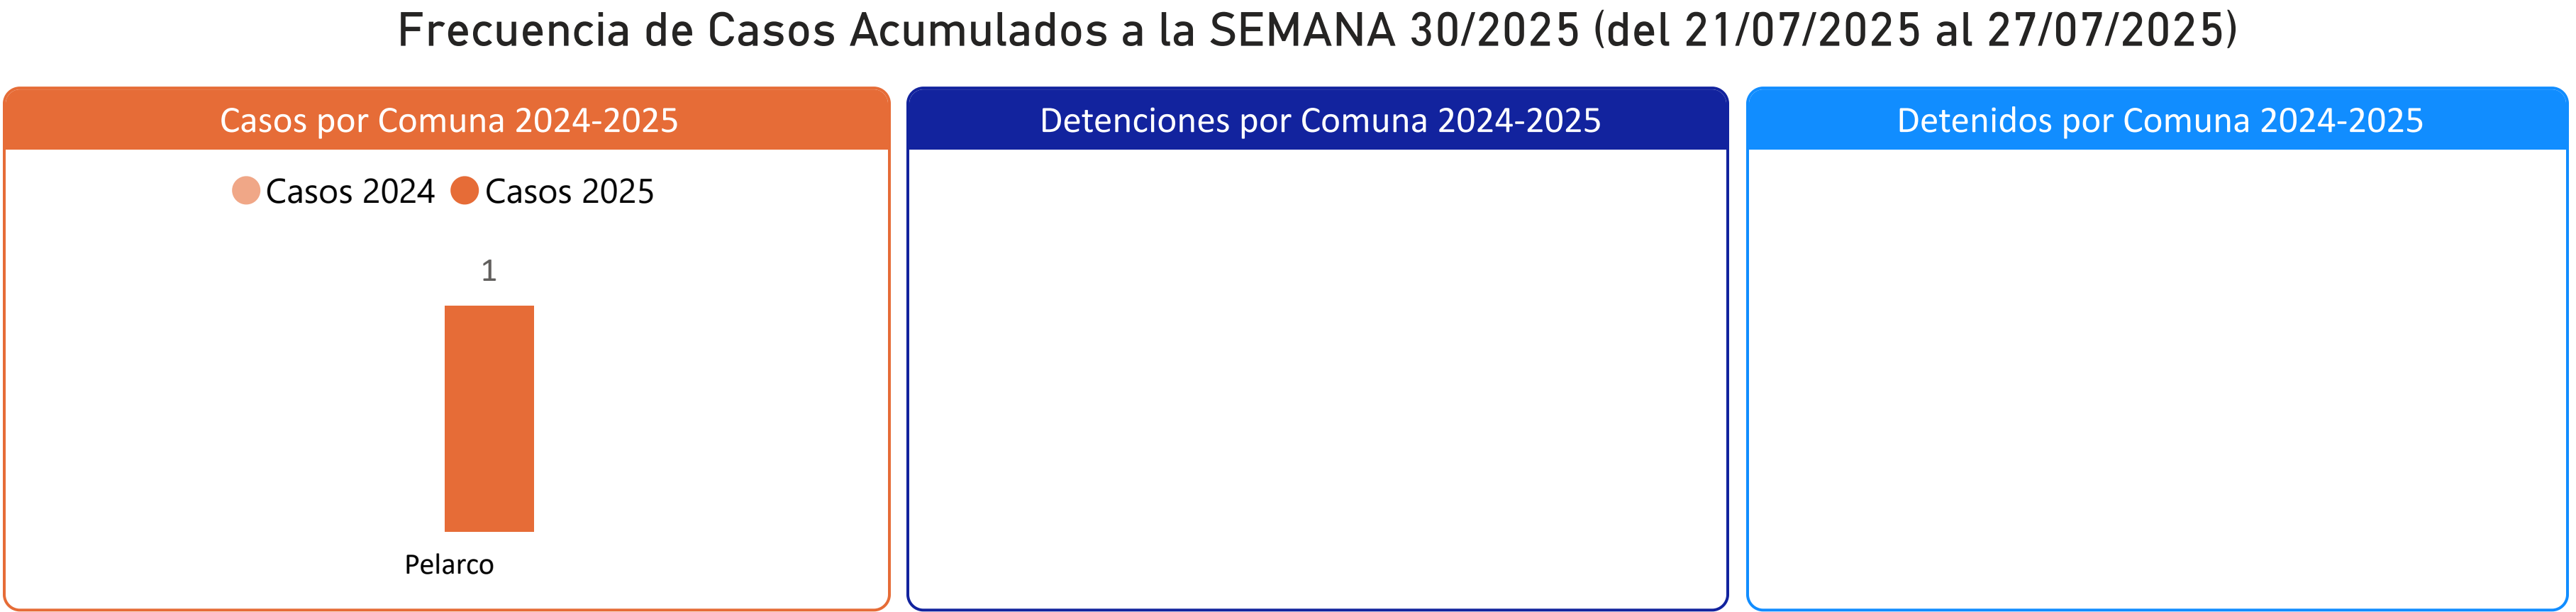 Frecuencia de Casos Acumulados a la SEMANA 30/2025 (del 21/07/2025 al 27/07/2025)
Casos por Comuna 2024-2025
Casos 2024 Casos 2025
1
Pelarco
Detenciones por Comuna 2024-2025
Detenidos por Comuna 2024-2025